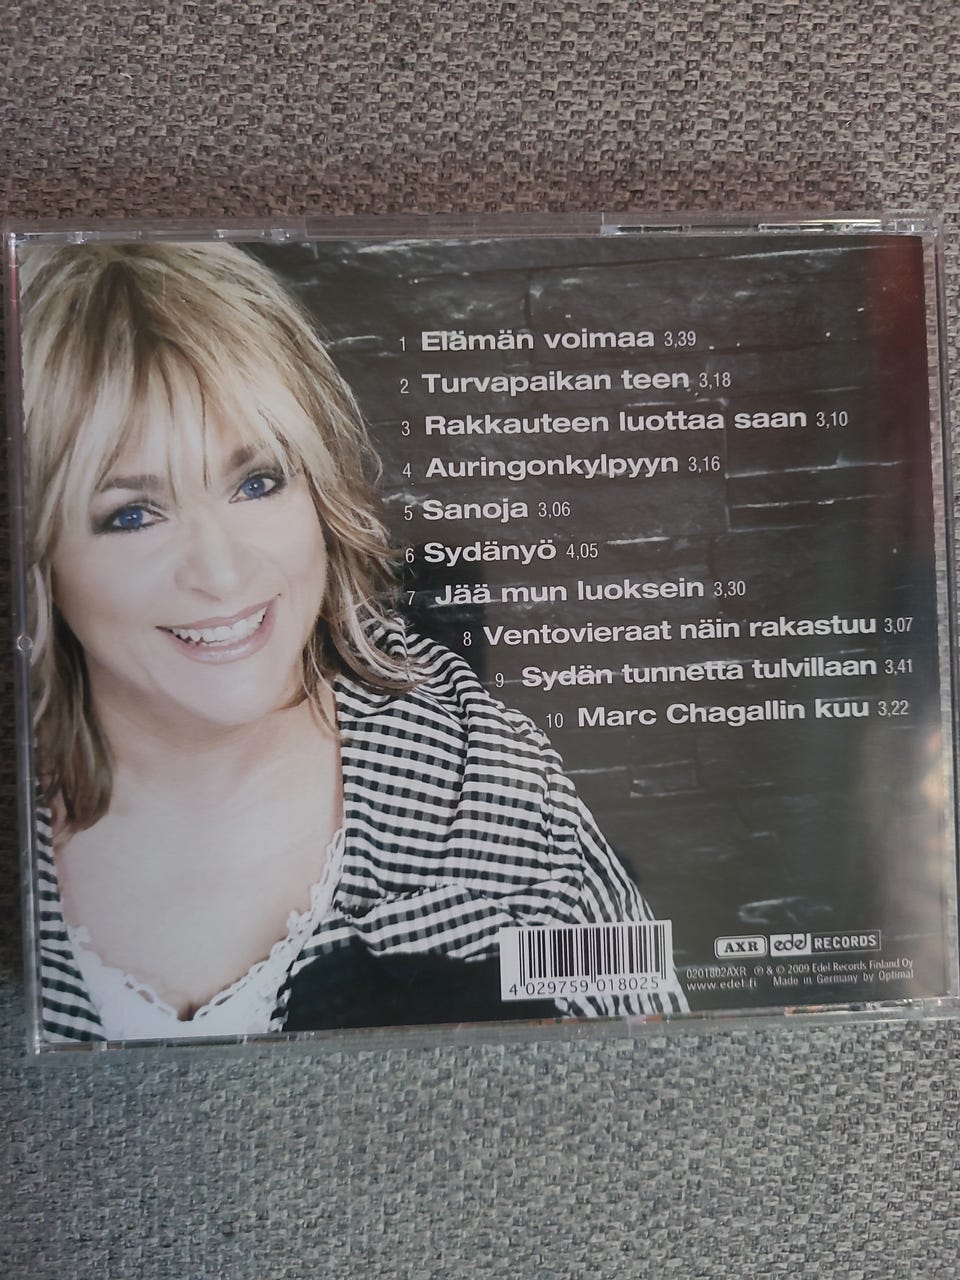 1 Elämän voimaa 3,39
2 Turvapaikan teen 3,18
3 Rakkauteen luottaa saan 3,10
4 Auringonkylpyyn 3,16
5 Sanoja 3,06
6 Sydänyö 4,05
7 Jää mun luoksein 3,30
8 Ventovieraat näin rakastuu 3,07
9 Sydän tunnetta tulvillaan 3,41
10 Marc Chagallin kuu 3,22
AXR edel RECORDS
0201802AXR ℗ & © 2009 Edel Records Finland Oy
www.edel.fi Made in Germany by Optimal
4 029759 018025